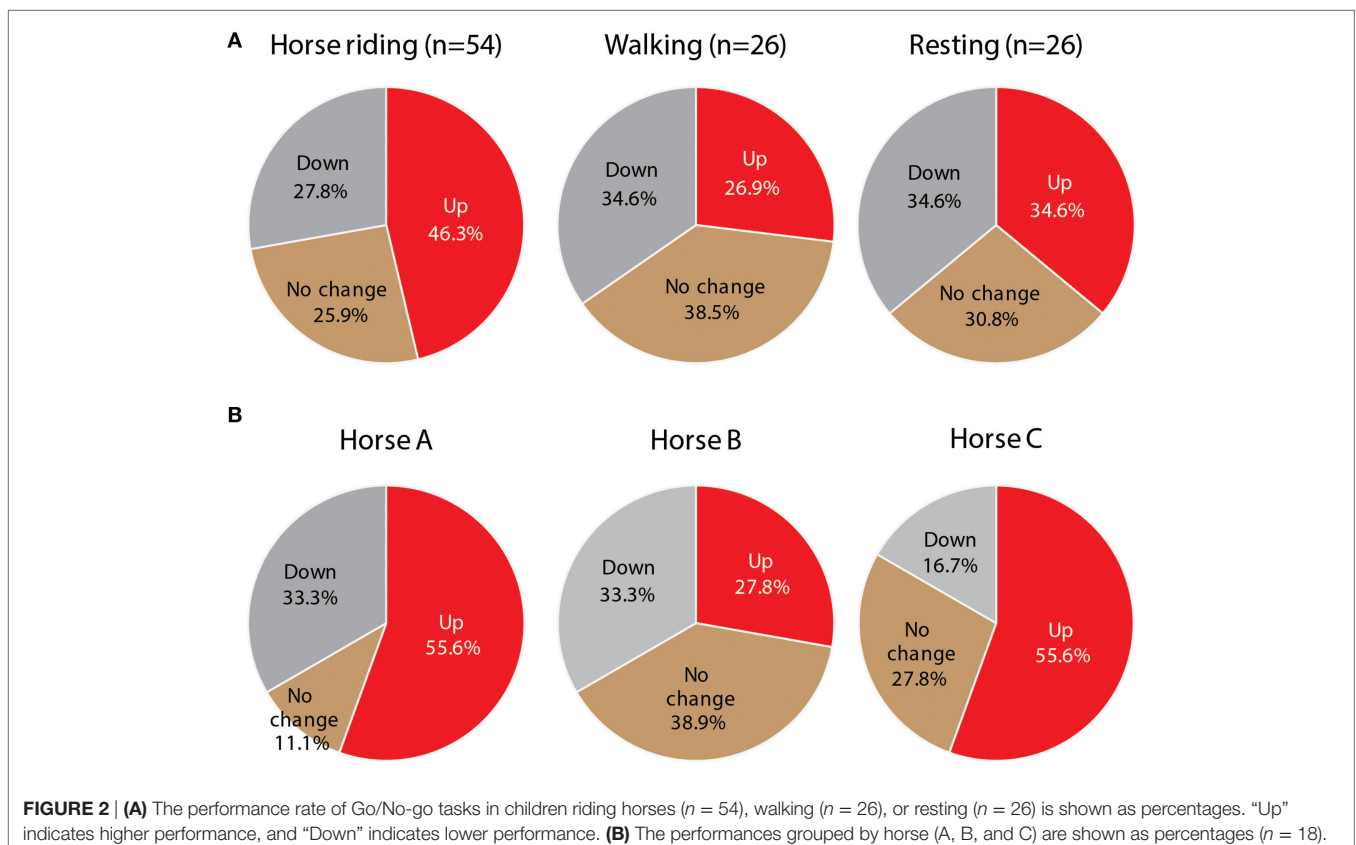 A
Horse riding (n=54)
Walking (n=26)
Resting (n=26)
Down
27.8%
Up
46.3%
No change
25.9%
Down
34.6%
Up
26.9%
No change
38.5%
Down
34.6%
Up
34.6%
No change
30.8%
B
Horse A
Horse B
Horse C
Down
33.3%
Up
55.6%
No
change
11.1%
Down
33.3%
Up
27.8%
No
change
38.9%
Down
16.7%
No
change
27.8%
Up
55.6%
FIGURE 2 | (A) The performance rate of Go/No-go tasks in children riding horses (n = 54), walking (n = 26), or resting (n = 26) is shown as percentages. “Up”
indicates higher performance, and “Down” indicates lower performance. (B) The performances grouped by horse (A, B, and C) are shown as percentages (n = 18).